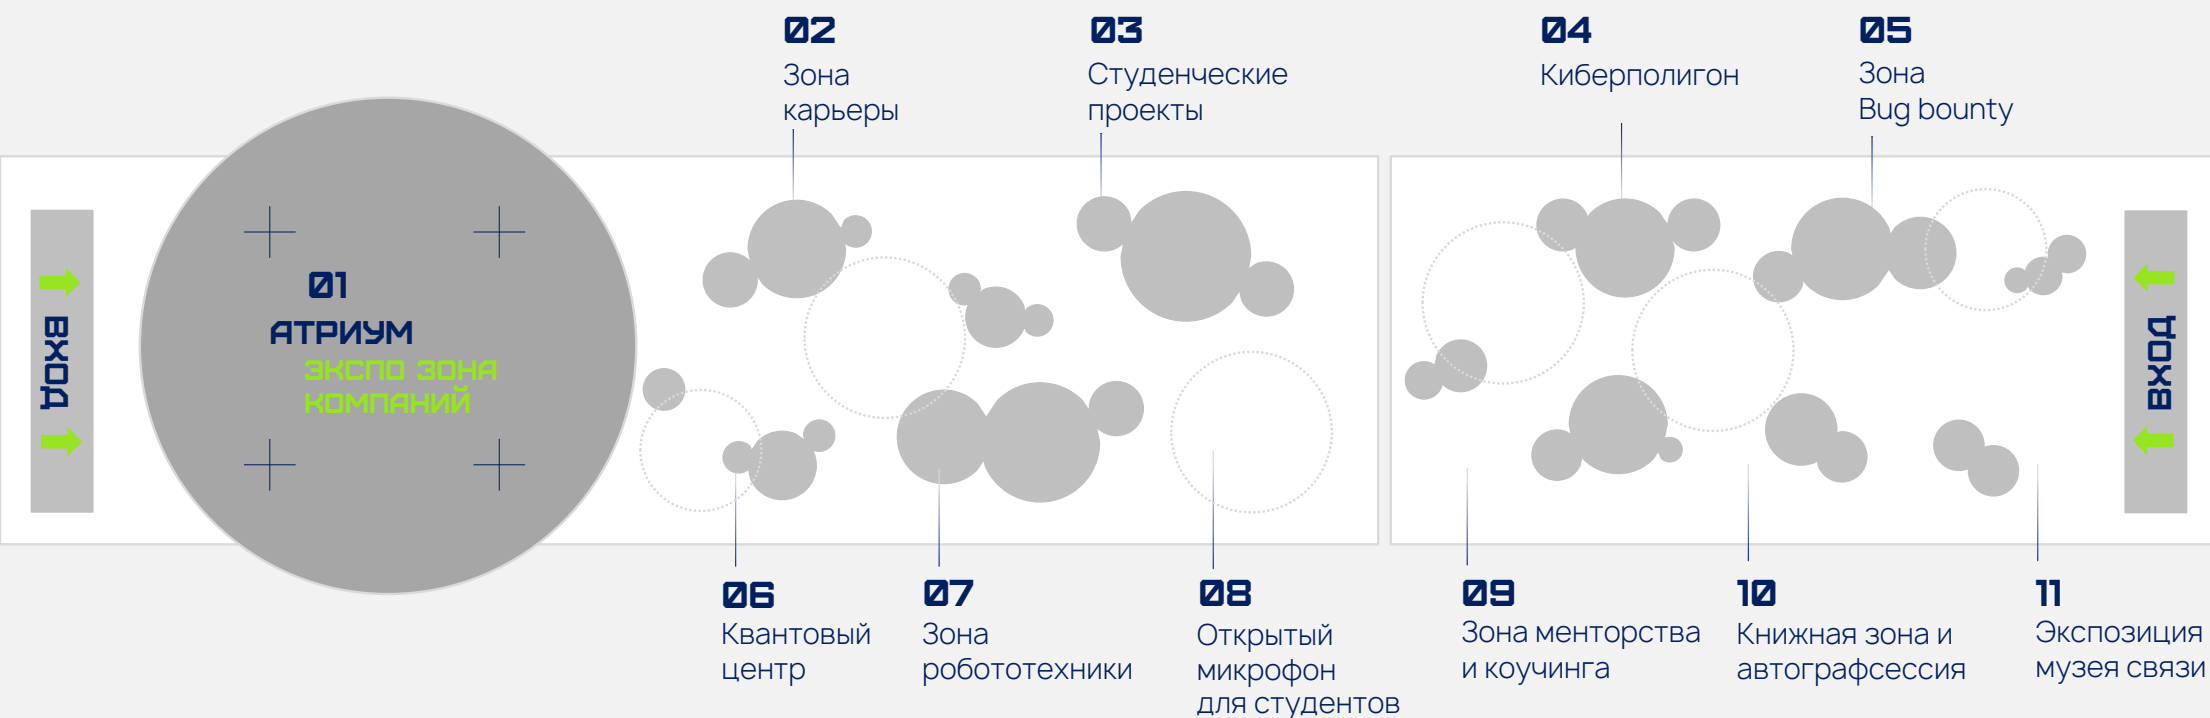 02
Зона
карьеры
03
Студенческие
проекты
04
Киберполигон
05
Зона
Bug bounty
ВХОД
01
АТРИУМ
ЭКСПО ЗОНА
КОМПАНИЙ
ВХОД
06
Квантовый
центр
07
Зона
робототехники
08
Открытый
микрофон
для студентов
09
Зона менторства
и коучинга
10
Книжная зона и
автографсессия
11
Экспозиция
музея связи